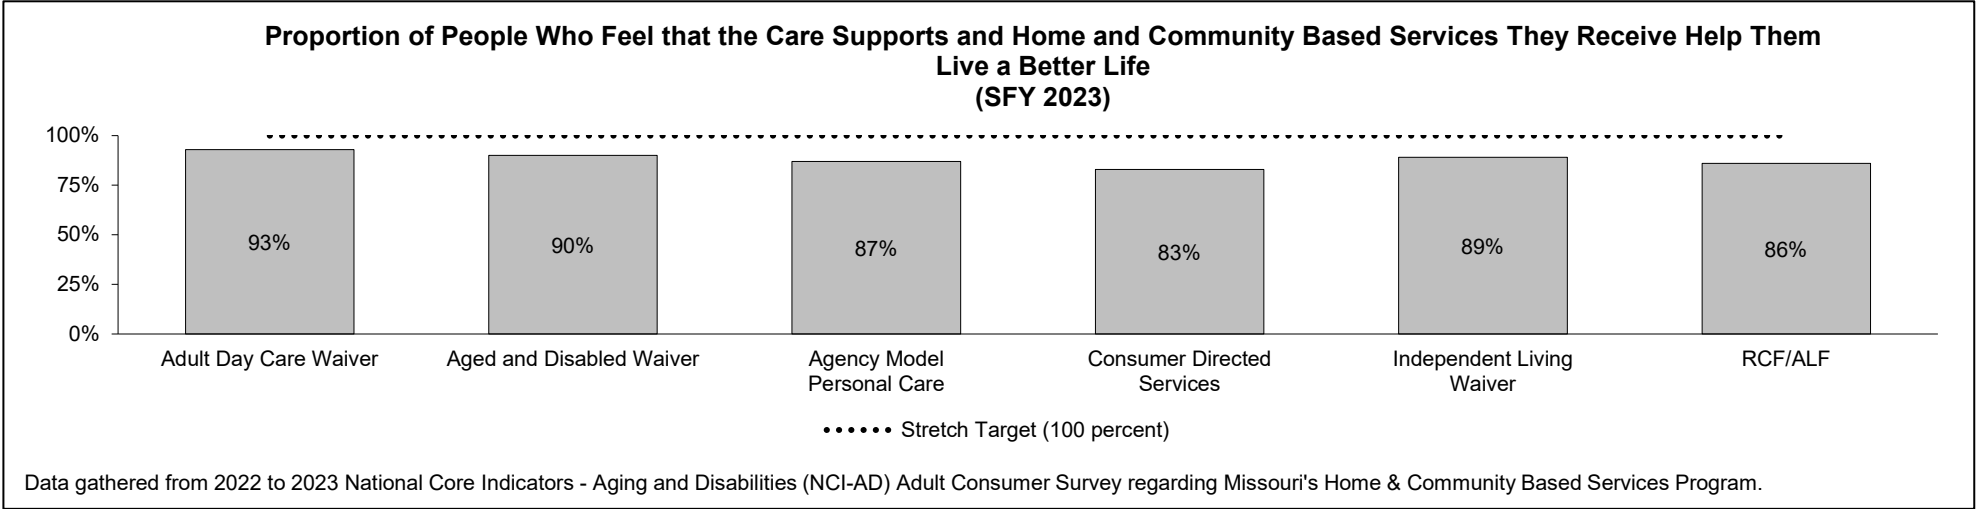 Proportion of People Who Feel that the Care Supports and Home and Community Based Services They Receive Help Them
Live a Better Life
(SFY 2023)
100%
75%
50%
25%
0%
93%
90%
87%
83%
89%
86%
Adult Day Care Waiver
Aged and Disabled Waiver
Agency Model
Personal Care
Consumer Directed
Services
Independent Living
Waiver
RCF/ALF
Stretch Target (100 percent)
Data gathered from 2022 to 2023 National Core Indicators - Aging and Disabilities (NCI-AD) Adult Consumer Survey regarding Missouri's Home & Community Based Services Program.